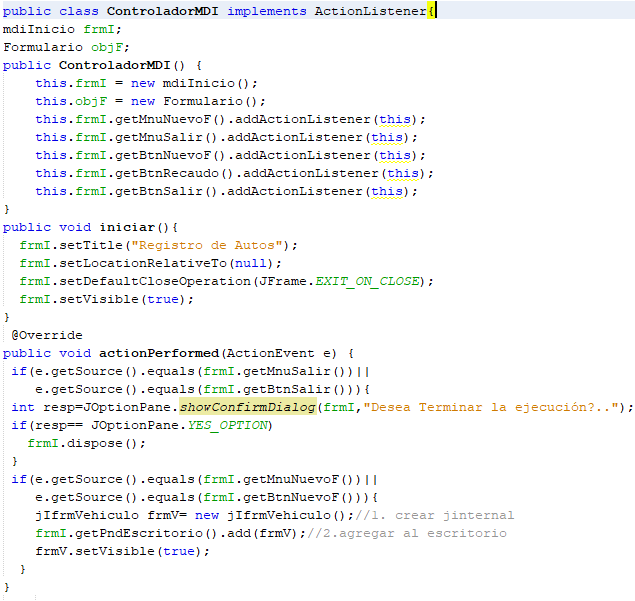 public class ControladorMDI implements ActionListener{
mdiInicio frmI;
Formulario objF;
public ControladorMDI() {
this.frmI = new mdiInicio();
this.objF = new Formulario();
this.frmI.getMnuNuevoF().addActionListener(this);
this.frmI.getMnuSalir().addActionListener(this);
this.frmI.getBtnNuevoF().addActionListener(this);
this.frmI.getBtnRecaudo().addActionListener(this);
this.frmI.getBtnSalir().addActionListener(this);
}
public void iniciar(){
frmI.setTitle("Registro de Autos");
frmI.setLocationRelativeTo(null);
frmI.setDefaultCloseOperation(JFrame.EXIT_ON_CLOSE);
frmI.setVisible(true);
}
@Override
public void actionPerformed(ActionEvent e) {
if(e.getSource().equals(frmI.getMnuSalir())||
e.getSource().equals(frmI.getBtnSalir())){
int resp=JOptionPane.showConfirmDialog(frmI,"Desea Terminar la ejecución?..");
if(resp== JOptionPane.YES_OPTION)
frmI.dispose();
}
if(e.getSource().equals(frmI.getMnuNuevoF())||
e.getSource().equals(frmI.getBtnNuevoF())){
jIfrmVehiculo frmV= new jIfrmVehiculo();//1. crear jinternal
frmI.getPndEscritorio().add(frmV);//2.agregar al escritorio
frmV.setVisible(true);
}
}